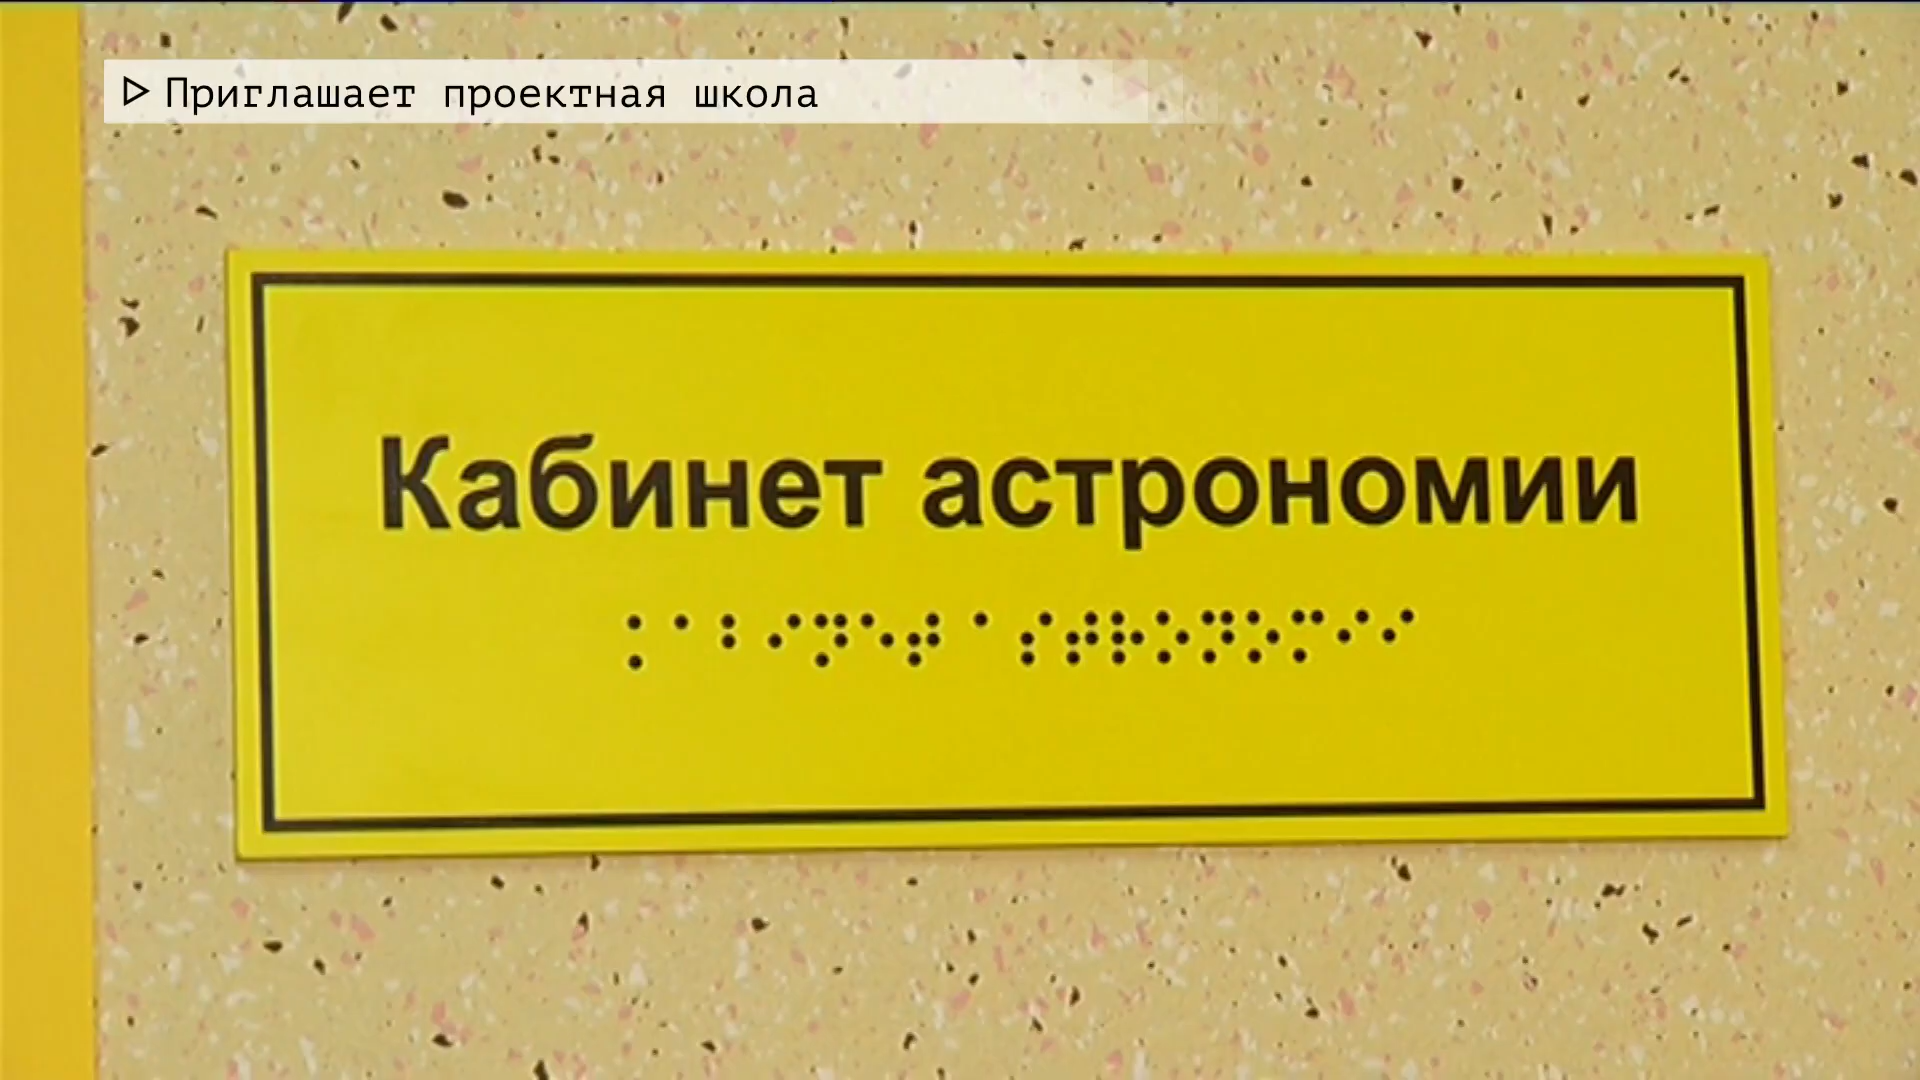 Приглашает проектная школа
Кабинет астрономии
⠅⠁⠃⠊⠝⠑⠞ ⠁⠎⠞⠗⠕⠝⠕⠍⠊⠊